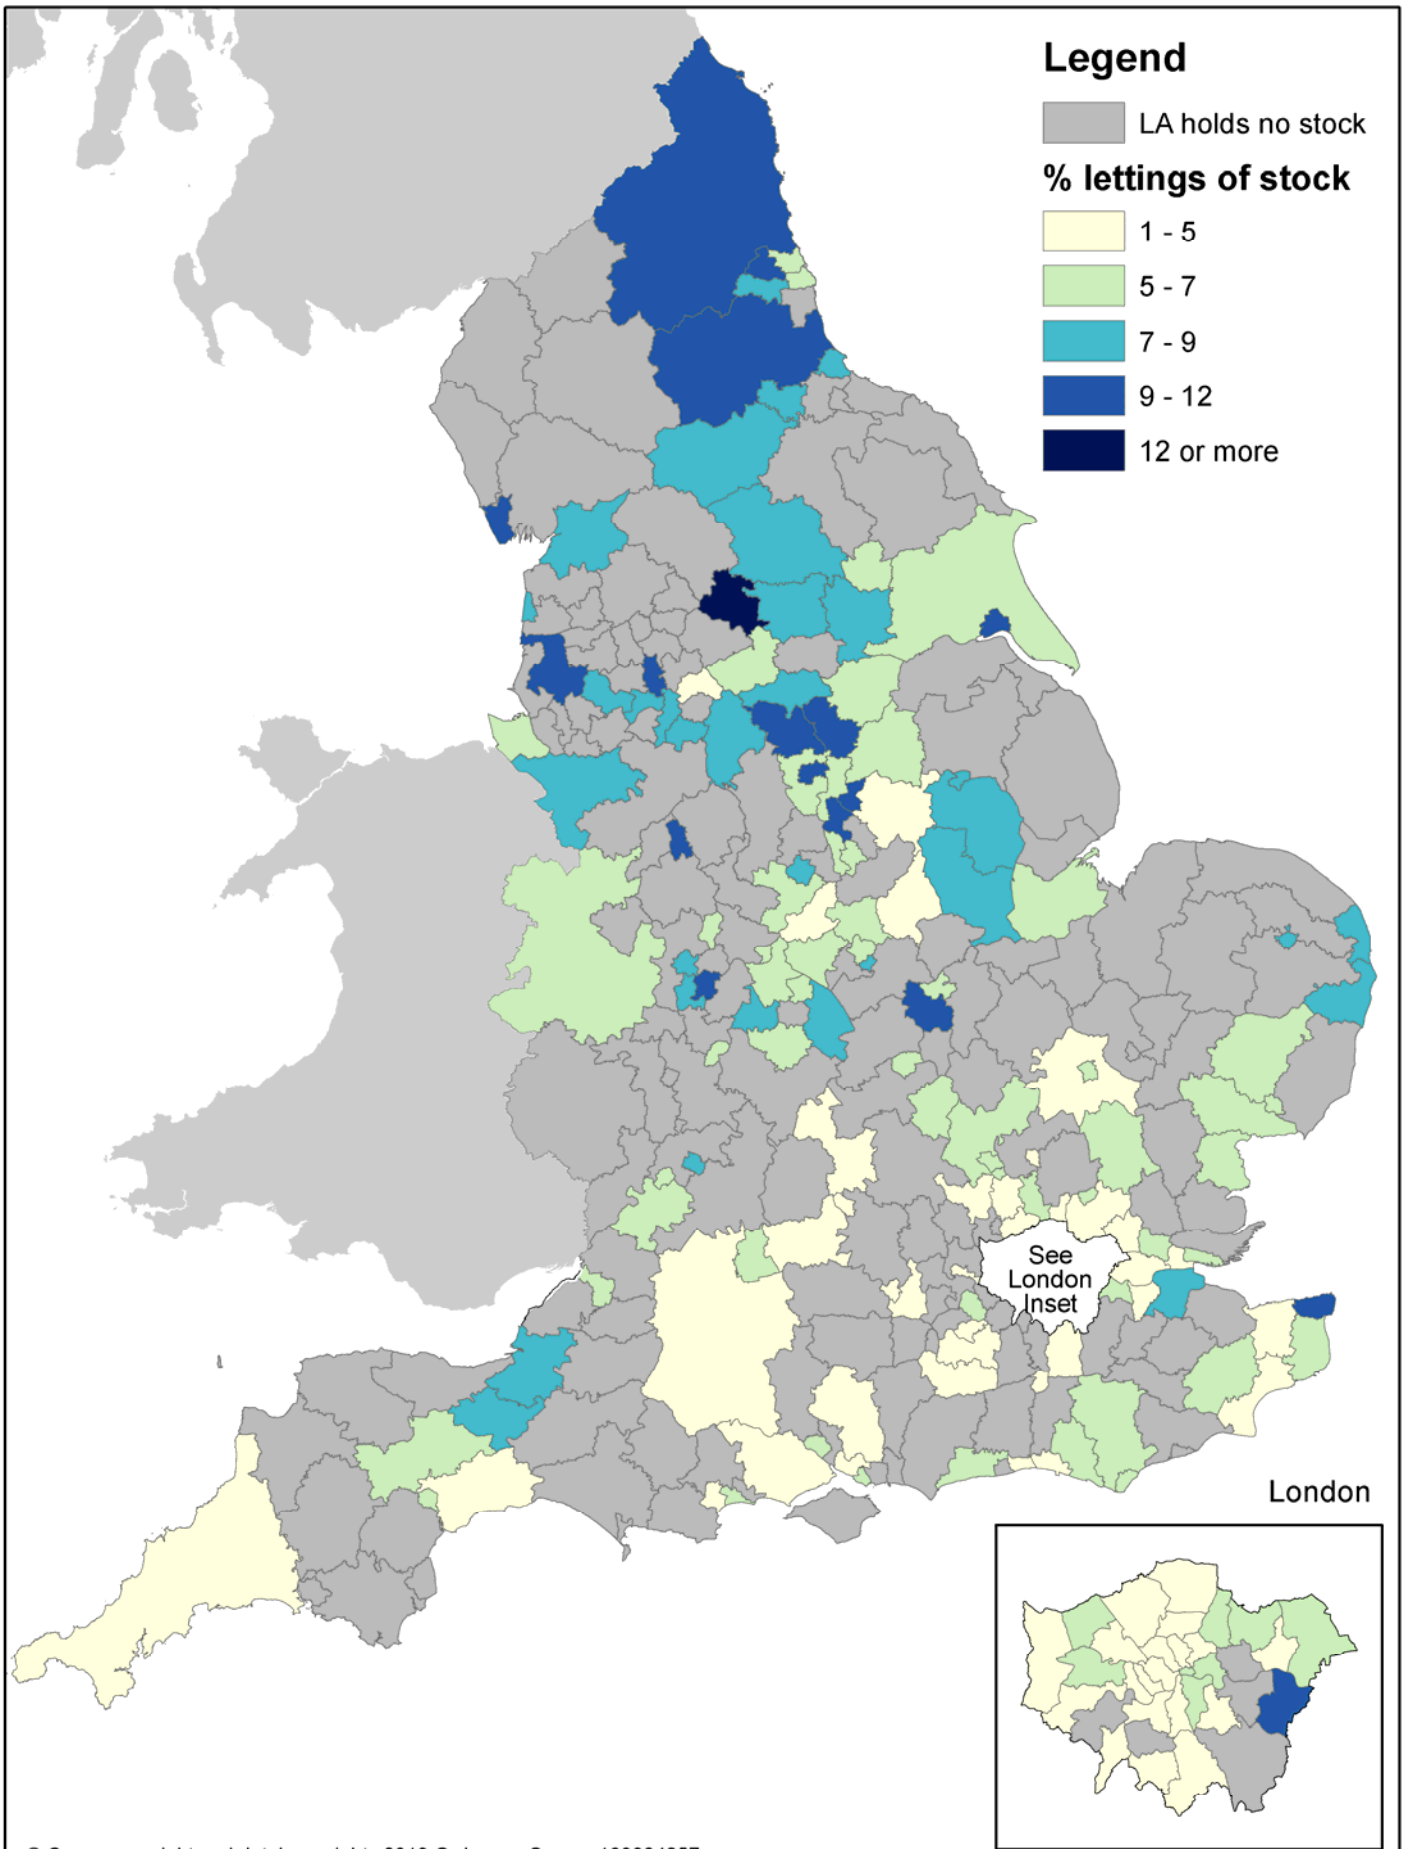 Legend
LA holds no stock
% lettings of stock
1 - 5
5 - 7
7 - 9
9 - 12
12 or more
See
London
Inset
London